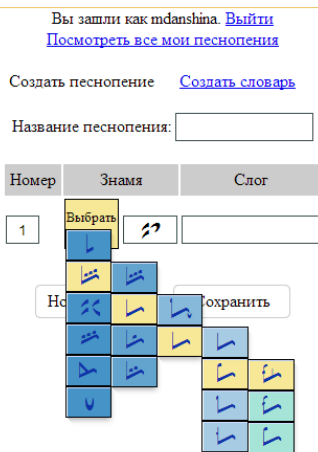 Вы зашли как mdanshina. Выйти
Посмотреть все мои песнопения
Создать песнопение Создать словарь
Название песнопения:
Номер Знамя Слог
1 Выбрать
Сохранить